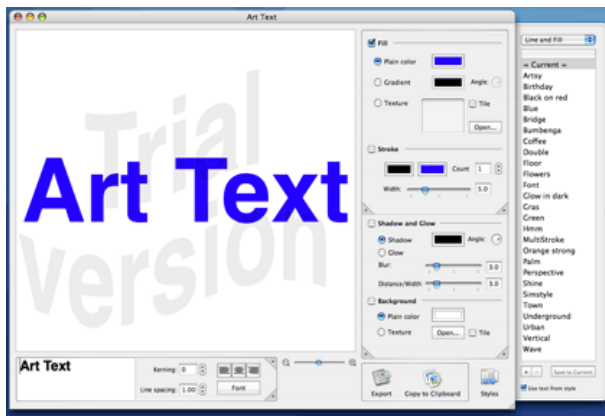 Art Text
Trial
Version
Art Text
Fill
Plain color
Gradient
Angle:
Texture
Tile
Open...
Stroke
Count
1
Width:
5.0
Shadow and Glow
Shadow
Angle:
Glow
Blur:
3.0
Distance/Width:
3.0
Background
Plain color
Texture
Open...
Tile
Art Text
Kerning: 0
Line spacing: 1.00
Font
Export
Copy to Clipboard
Styles
Line and Fill
= Current =
Artsy
Birthday
Black on red
Blue
Bridge
Bumbenga
Coffee
Double
Floor
Flowers
Font
Glow in dark
Gras
Green
Hmm
MultiStroke
Orange strong
Palm
Perspective
Shine
Simstyle
Town
Underground
Urban
Vertical
Wave
+ -
Save to Current
Use text from style